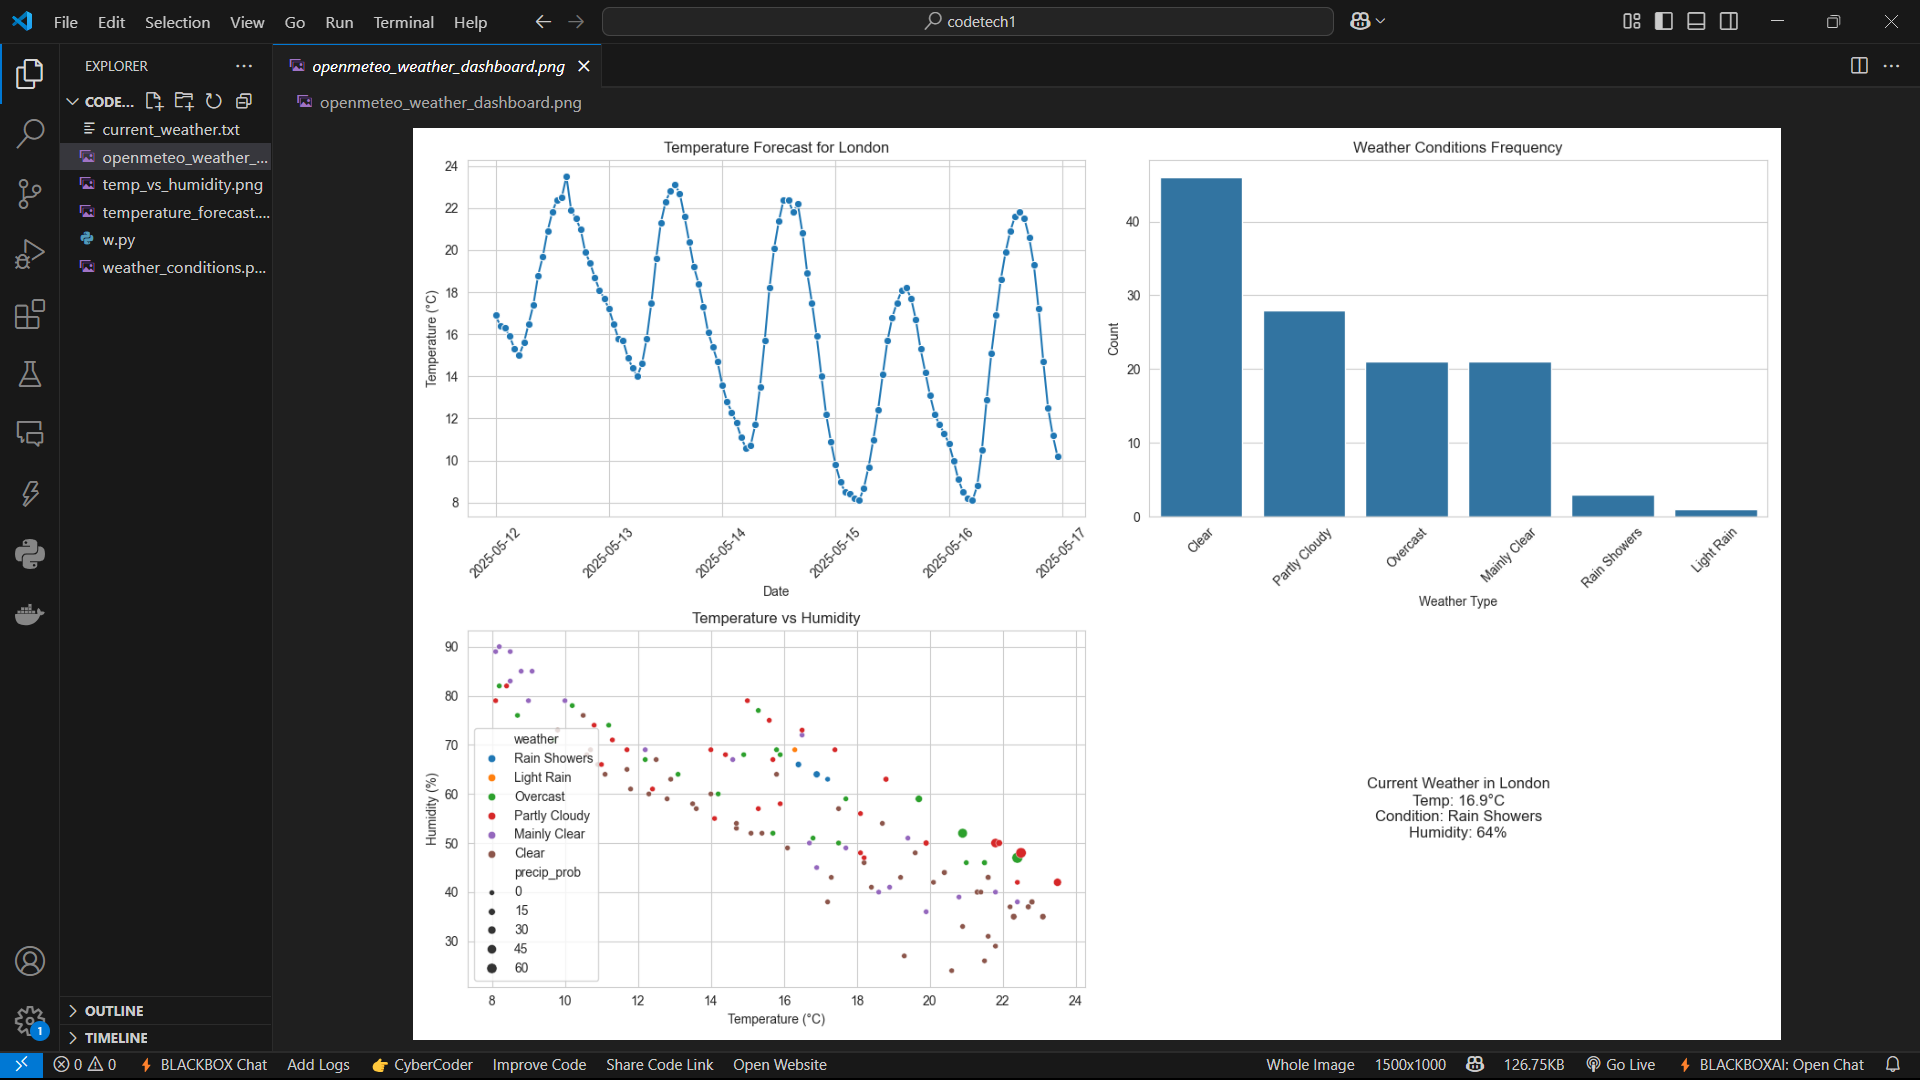 File Edit Selection View Go Run Terminal Help
codetech1
EXPLORER
CODE...
current_weather.txt
openmeteo_weather_...
temp_vs_humidity.png
temperature_forecast....
w.py
weather_conditions.p...
OUTLINE
TIMELINE
1
openmeteo_weather_dashboard.png
openmeteo_weather_dashboard.png
Temperature Forecast for London
24
22
20
18
16
14
12
10
8
Temperature (°C)
2025-05-12 2025-05-13 2025-05-14 2025-05-15 2025-05-16 2025-05-17
Date
Weather Conditions Frequency
40
30
20
10
0
Count
Clear Partly Cloudy Overcast Mainly Clear Rain Showers Light Rain
Weather Type
Temperature vs Humidity
90
80
70
60
50
40
30
Humidity (%)
weather
Rain Showers
Light Rain
Overcast
Partly Cloudy
Mainly Clear
Clear
precip_prob
0
15
30
45
60
8 10 12 14 16 18 20 22 24
Temperature (°C)
Current Weather in London
Temp: 16.9°C
Condition: Rain Showers
Humidity: 64%
0 0 BLACKBOX Chat Add Logs CyberCoder Improve Code Share Code Link Open Website Whole Image 1500x1000 126.75KB Go Live BLACKBOXAI: Open Chat